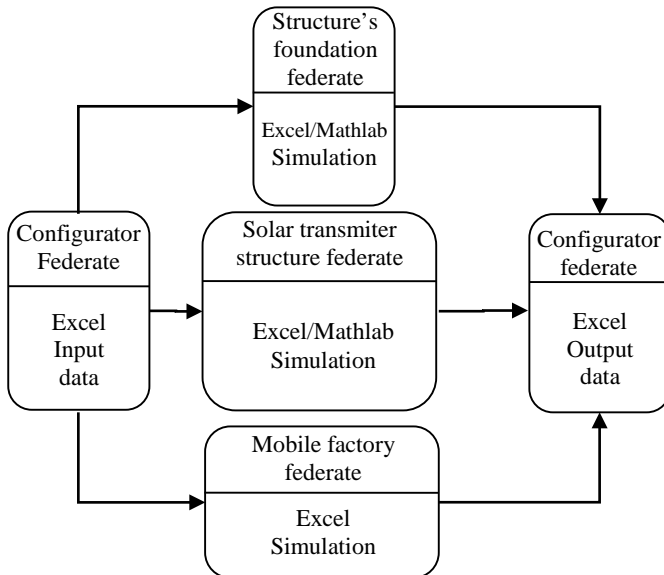 Structure's
foundation
federate
Excel/Mathlab
Simulation
Configurator
Federate
Excel
Input
data
Solar transmiter
structure federate
Excel/Mathlab
Simulation
Configurator
federate
Excel
Output
data
Mobile factory
federate
Excel
Simulation